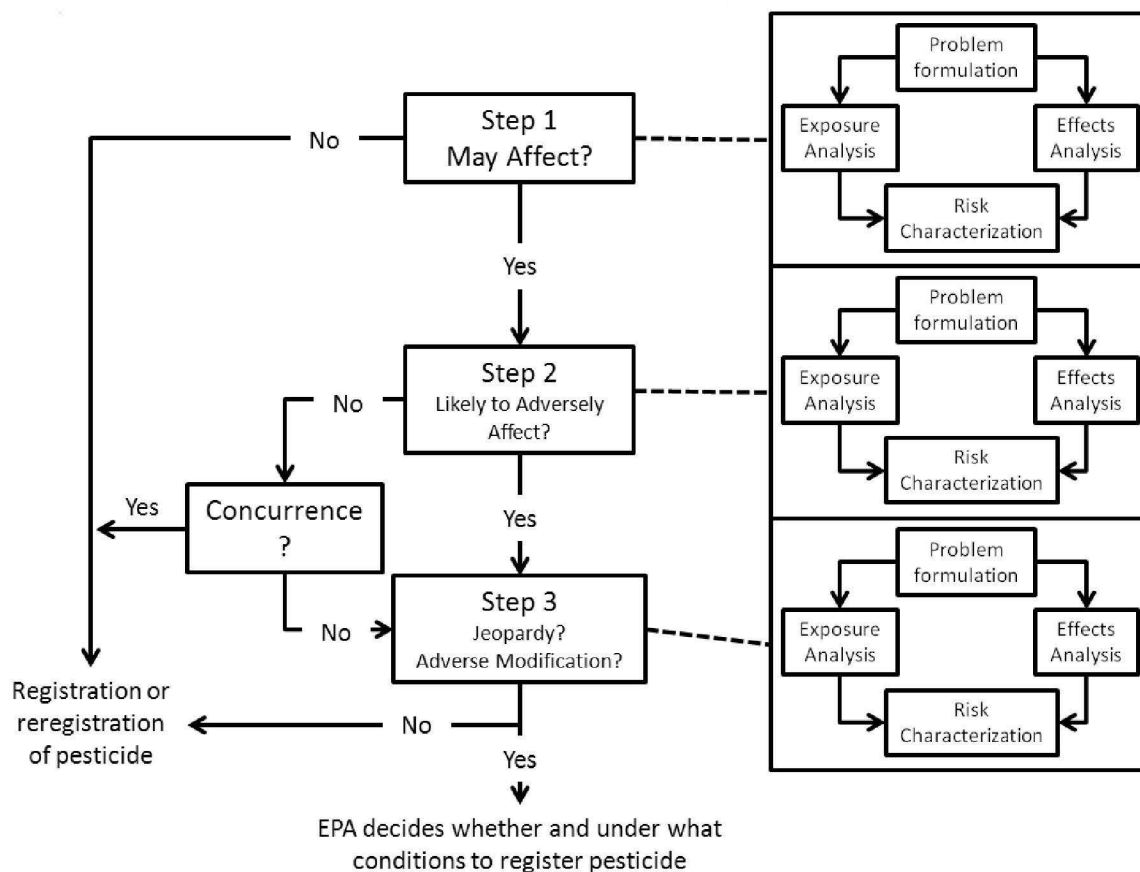 Problem
formulation
Step 1
May Affect?
No
Exposure
Analysis
Effects
Analysis
Risk
Characterization
Yes
Problem
formulation
Step 2
Likely to Adversely
Affect?
No
Exposure
Analysis
Effects
Analysis
Risk
Characterization
Yes
Concurrence
?
Yes
Problem
formulation
Step 3
Jeopardy?
Adverse Modification?
No
Exposure
Analysis
Effects
Analysis
Risk
Characterization
Registration or
reregistration
of pesticide
No
Yes
EPA decides whether and under what
conditions to register pesticide